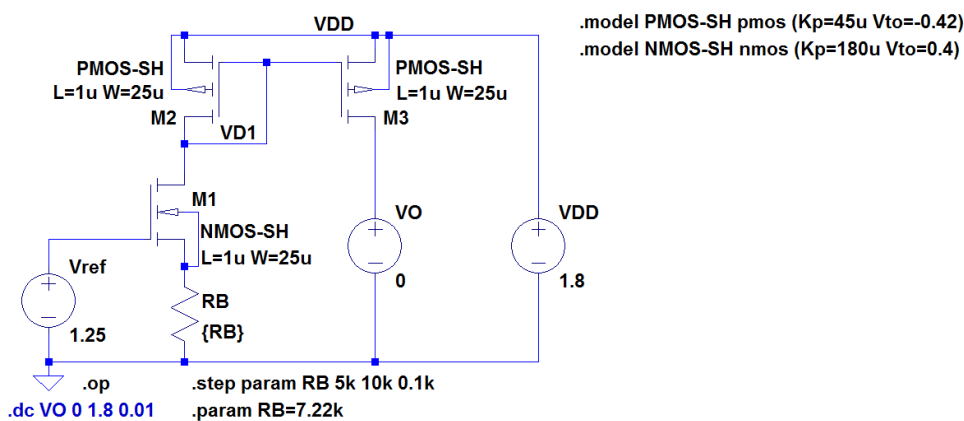 VDD
.model PMOS-SH pmos (Kp=45u Vto=-0.42)
.model NMOS-SH nmos (Kp=180u Vto=0.4)
PMOS-SH
L=1u W=25u
M2
VD1
PMOS-SH
L=1u W=25u
M3
M1
NMOS-SH
L=1u W=25u
Vref
1.25
RB
{RB}
VO
0
VDD
1.8
.op
.step param RB 5k 10k 0.1k
.dc VO 0 1.8 0.01
.param RB=7.22k